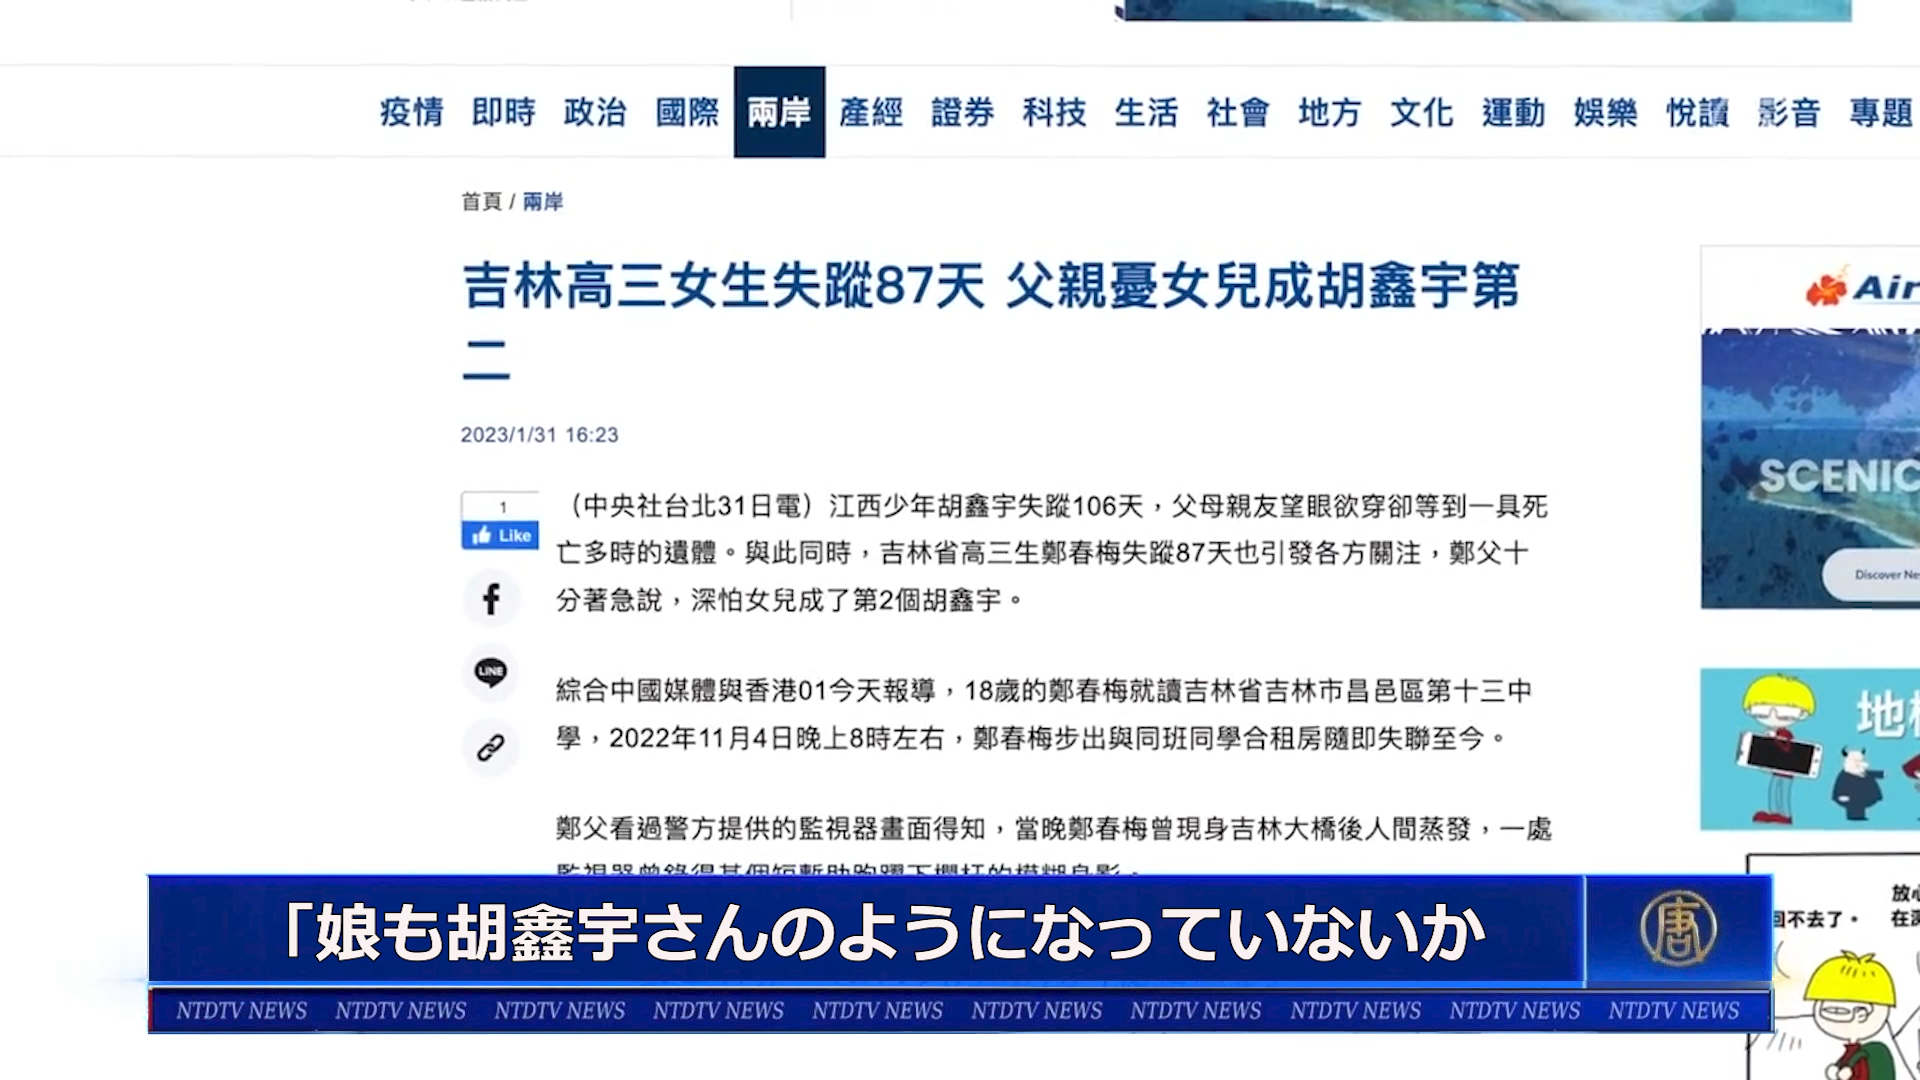 疫情 即時 政治 國際 兩岸 產經 證券 科技 生活 社會 地方 文化 運動 娛樂 悅讀 影音 專題
首頁 / 兩岸
吉林高三女生失蹤87天 父親憂女兒成胡鑫宇第
二
2023/1/31 16:23
1
Like
（中央社台北31日電）江西少年胡鑫宇失蹤106天，父母親友望眼欲穿卻等到一具死
亡多時的遺體。與此同時，吉林省高三生鄭春梅失蹤87天也引發各方關注，鄭父十
分著急說，深怕女兒成了第2個胡鑫宇。
LINE
綜合中國媒體與香港01今天報導，18歲的鄭春梅就讀吉林省吉林市昌邑區第十三中
學，2022年11月4日晚上8時左右，鄭春梅步出與同班同學合租房隨即失聯至今。
鄭父看過警方提供的監視器畫面得知，當晚鄭春梅曾現身吉林大橋後人間蒸發，一處
Air
SCENIC
Discover Ne
地
放心
回不去了。 在
「娘も胡鑫宇さんのようになっていないか
唐
NTDTV NEWS NTDTV NEWS NTDTV NEWS NTDTV NEWS NTDTV NEWS NTDTV NEWS NTDTV NEWS NTDTV NEWS NTDTV NEWS NTDTV NEWS